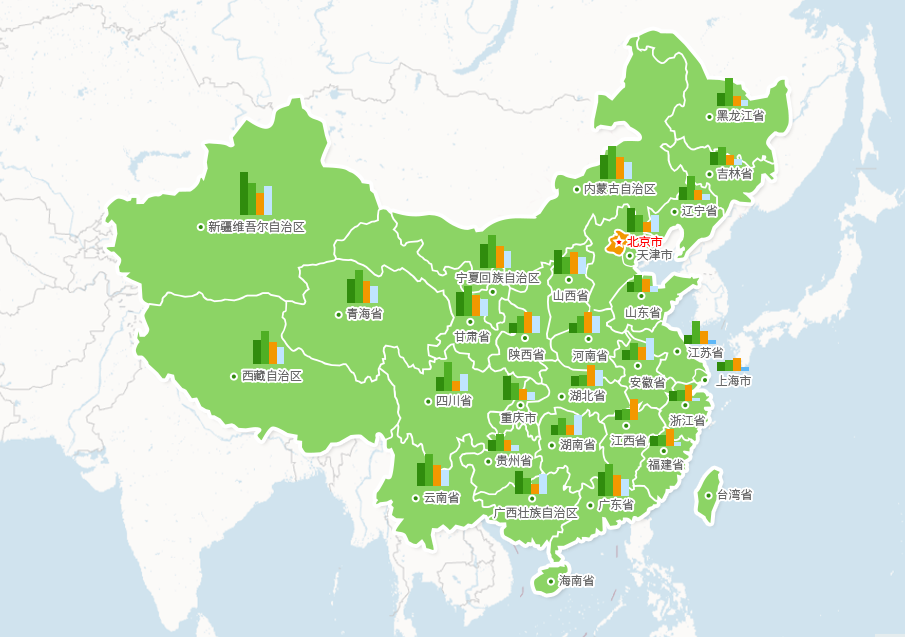 黑龙江省
吉林省
内蒙古自治区
辽宁省
新疆维吾尔自治区
北京市
天津市
宁夏回族自治区
山西省
青海省
山东省
甘肃省
陕西省
河南省
江苏省
西藏自治区
安徽省
上海市
四川省
湖北省
重庆市
浙江省
江西省
湖南省
贵州省
福建省
云南省
台湾省
广东省
广西壮族自治区
海南省